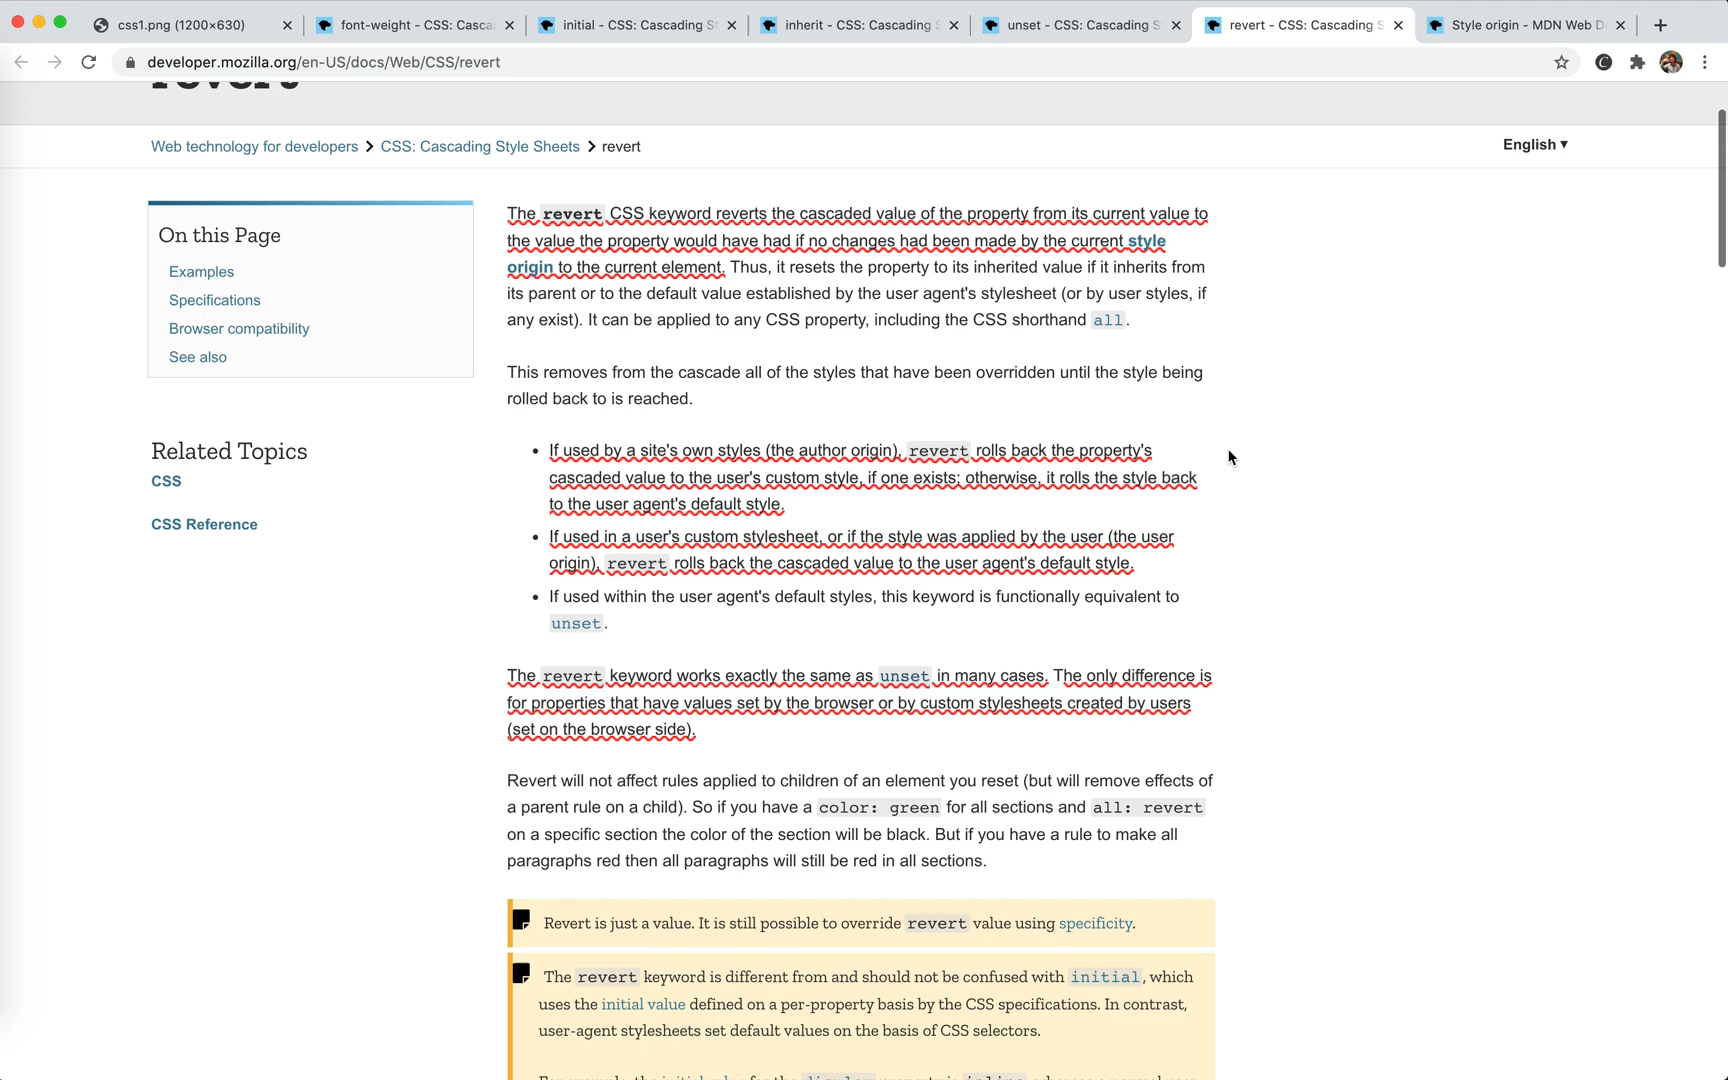 css1.png (1200×630)
font-weight - CSS: Casca
initial - CSS: Cascading S
inherit - CSS: Cascading S
unset - CSS: Cascading S
revert - CSS: Cascading S
Style origin - MDN Web D
developer.mozilla.org/en-US/docs/Web/CSS/revert
revert
Web technology for developers > CSS: Cascading Style Sheets > revert
English ▾
On this Page
Examples
Specifications
Browser compatibility
See also
Related Topics
CSS
CSS Reference
The revert CSS keyword reverts the cascaded value of the property from its current value to
the value the property would have had if no changes had been made by the current style
origin to the current element. Thus, it resets the property to its inherited value if it inherits from
its parent or to the default value established by the user agent's stylesheet (or by user styles, if
any exist). It can be applied to any CSS property, including the CSS shorthand all.
This removes from the cascade all of the styles that have been overridden until the style being
rolled back to is reached.
• If used by a site's own styles (the author origin), revert rolls back the property's
cascaded value to the user's custom style, if one exists; otherwise, it rolls the style back
to the user agent's default style.
• If used in a user's custom stylesheet, or if the style was applied by the user (the user
origin), revert rolls back the cascaded value to the user agent's default style.
• If used within the user agent's default styles, this keyword is functionally equivalent to
unset.
The revert keyword works exactly the same as unset in many cases. The only difference is
for properties that have values set by the browser or by custom stylesheets created by users
(set on the browser side).
Revert will not affect rules applied to children of an element you reset (but will remove effects of
a parent rule on a child). So if you have a color: green for all sections and all: revert
on a specific section the color of the section will be black. But if you have a rule to make all
paragraphs red then all paragraphs will still be red in all sections.
Revert is just a value. It is still possible to override revert value using specificity.
The revert keyword is different from and should not be confused with initial, which
uses the initial value defined on a per-property basis by the CSS specifications. In contrast,
user-agent stylesheets set default values on the basis of CSS selectors.
For example, the initial value for the display property is inline, whereas a normal user